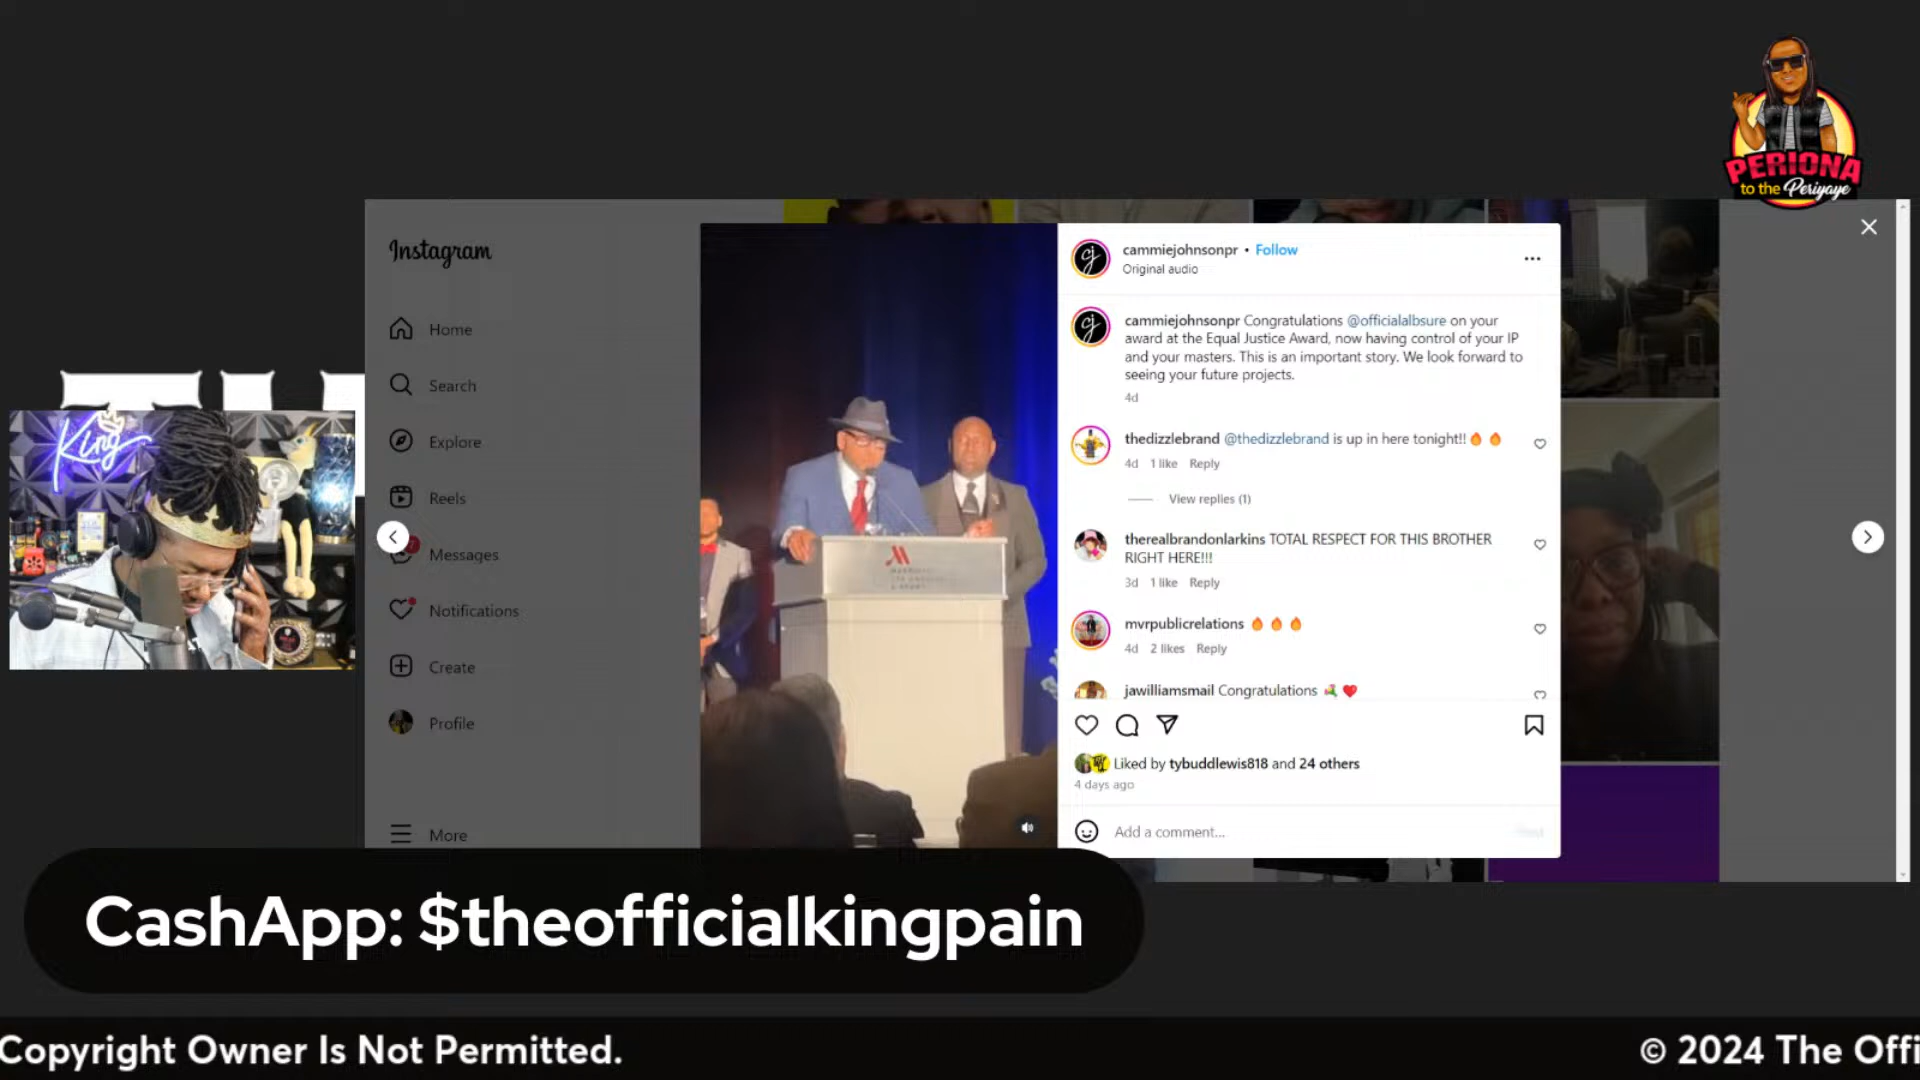 PERIONA
to the Periyaye
Instagram
Home
Search
Explore
Reels
Messages
Notifications
Create
Profile
More
King
cammiejohnsonpr • Follow
Original audio
cammiejohnsonpr Congratulations @officialalbsure on your
award at the Equal Justice Award, now having control of your IP
and your masters. This is an important story. We look forward to
seeing your future projects.
4d
thedizzlebrand @thedizzlebrand is up in here tonight!!🔥🔥
4d 1 like Reply
View replies (1)
therealbrandonlarkins TOTAL RESPECT FOR THIS BROTHER
RIGHT HERE!!!
3d 1 like Reply
mvrpublicrelations 🔥🔥🔥
4d 2 likes Reply
jawilliamsmail Congratulations 💐❤️
Liked by tybuddlewis818 and 24 others
4 days ago
Add a comment...
Post
CashApp: $theofficialkingpain
Copyright Owner Is Not Permitted.
© 2024 The Offi